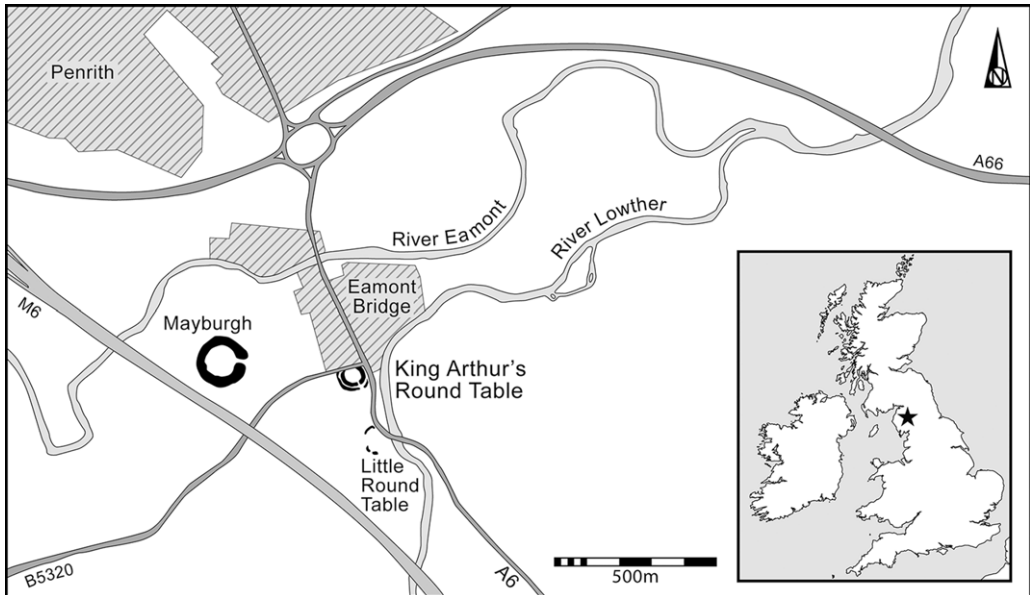 Penrith
N
A66
River Eamont
River Lowther
M6
Eamont
Bridge
Mayburgh
King Arthur's
Round Table
Little
Round
Table
B5320
A6
500m